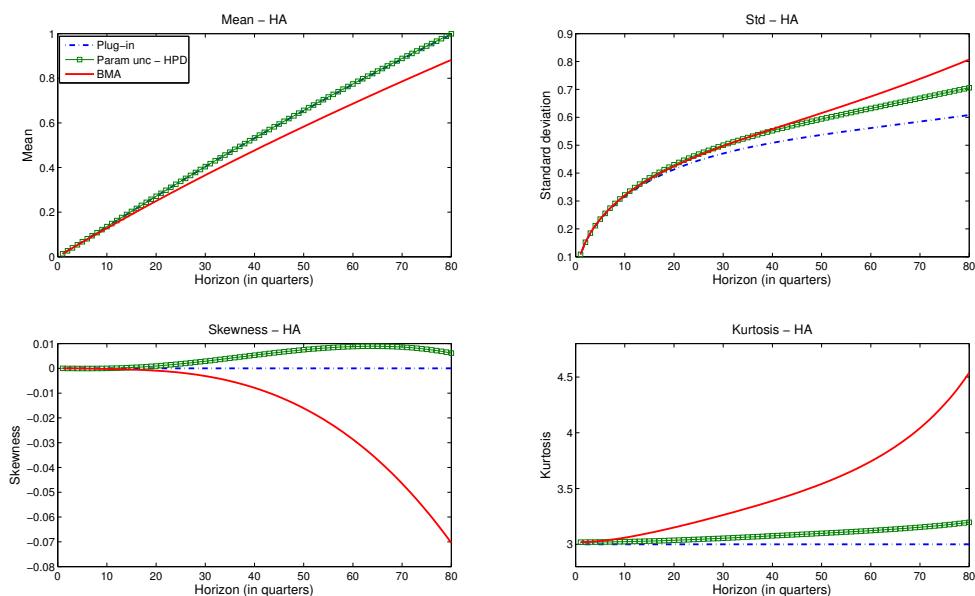 Mean − HA
Mean
1
0.8
0.6
0.4
0.2
0
Plug−in
Param unc − HPD
BMA
0 10 20 30 40 50 60 70 80
Horizon (in quarters)
Std − HA
Standard deviation
0.9
0.8
0.7
0.6
0.5
0.4
0.3
0.2
0.1
0 10 20 30 40 50 60 70 80
Horizon (in quarters)
Skewness − HA
Skewness
0.01
0
−0.01
−0.02
−0.03
−0.04
−0.05
−0.06
−0.07
−0.08
0 10 20 30 40 50 60 70 80
Horizon (in quarters)
Kurtosis − HA
Kurtosis
4.5
4
3.5
3
0 10 20 30 40 50 60 70 80
Horizon (in quarters)